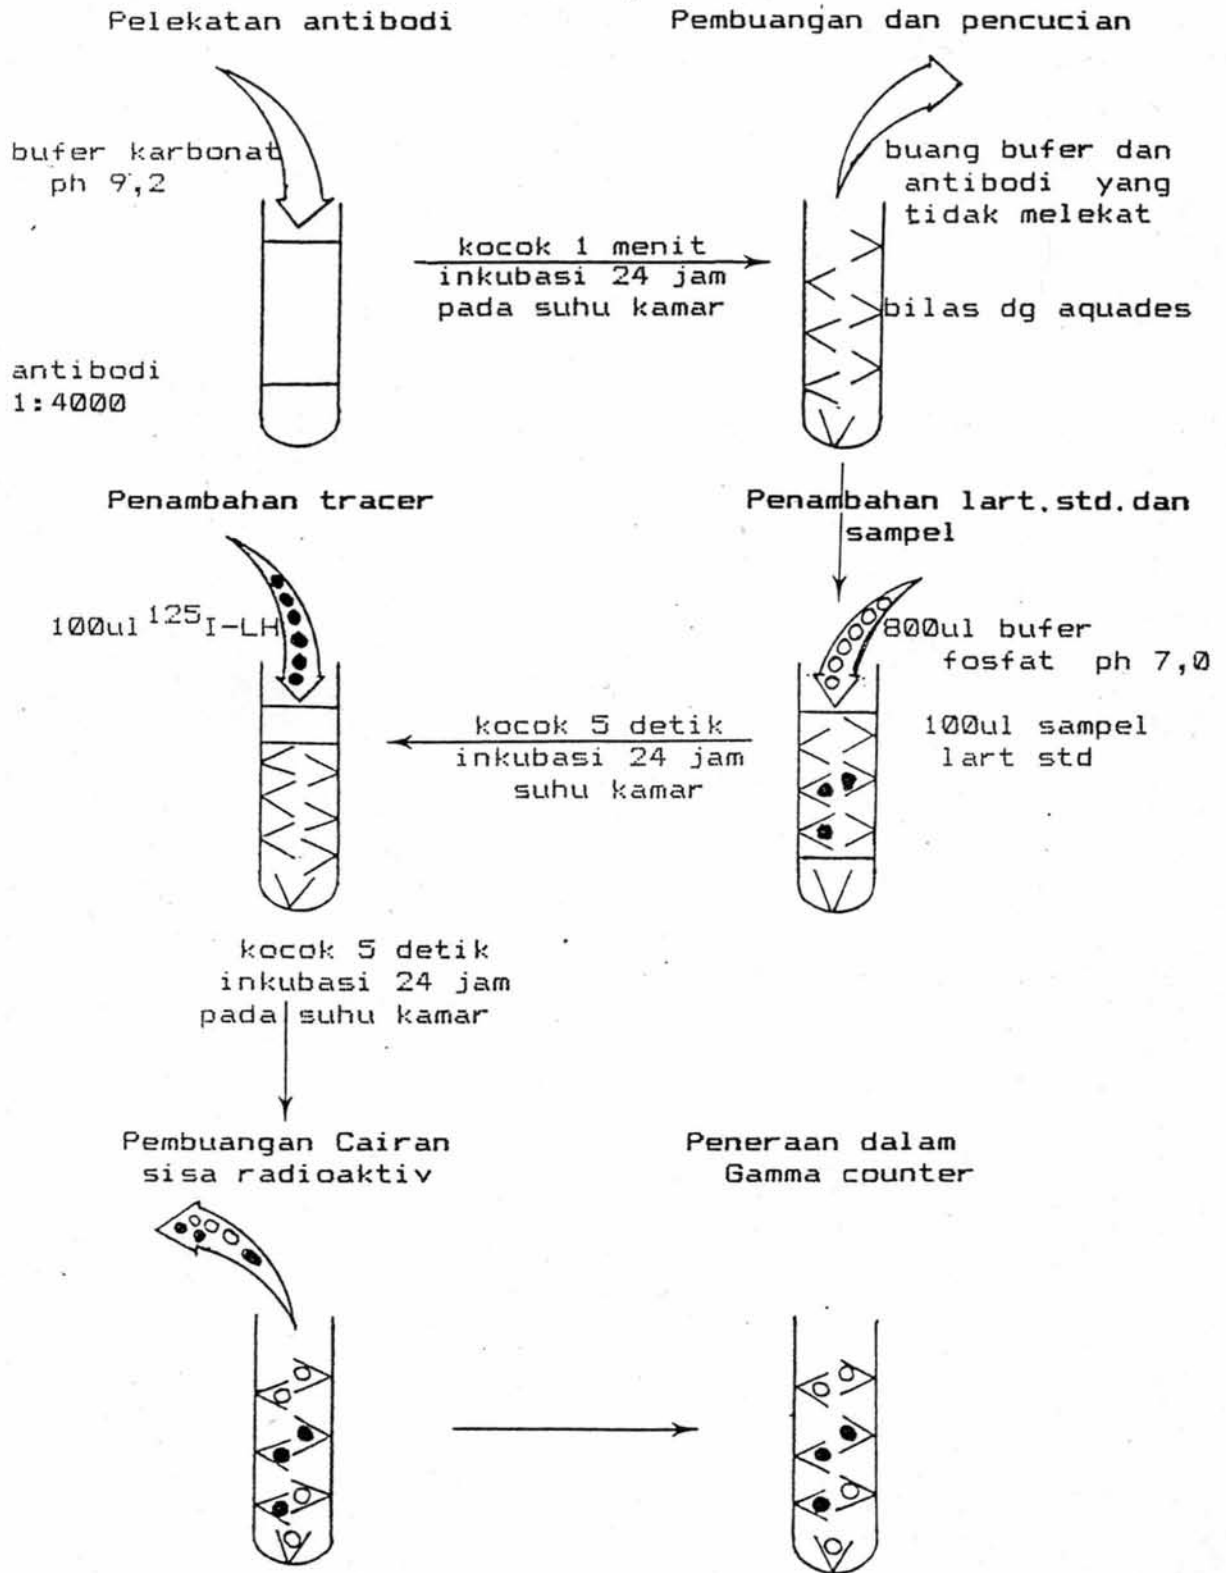 Pelekatan antibodi
bufer karbonat
ph 9,2
antibodi
1:4000
kocok 1 menit
inkubasi 24 jam
pada suhu kamar
Pembuangan dan pencucian
buang bufer dan
antibodi yang
tidak melekat
bilas dg aquades
Penambahan lart.std.dan
sampel
800ul bufer
fosfat ph 7,0
100ul sampel
lart std
kocok 5 detik
inkubasi 24 jam
suhu kamar
Penambahan tracer
100ul ¹²⁵I-LH
kocok 5 detik
inkubasi 24 jam
pada suhu kamar
Pembuangan Cairan
sisa radioaktiv
Peneraan dalam
Gamma counter